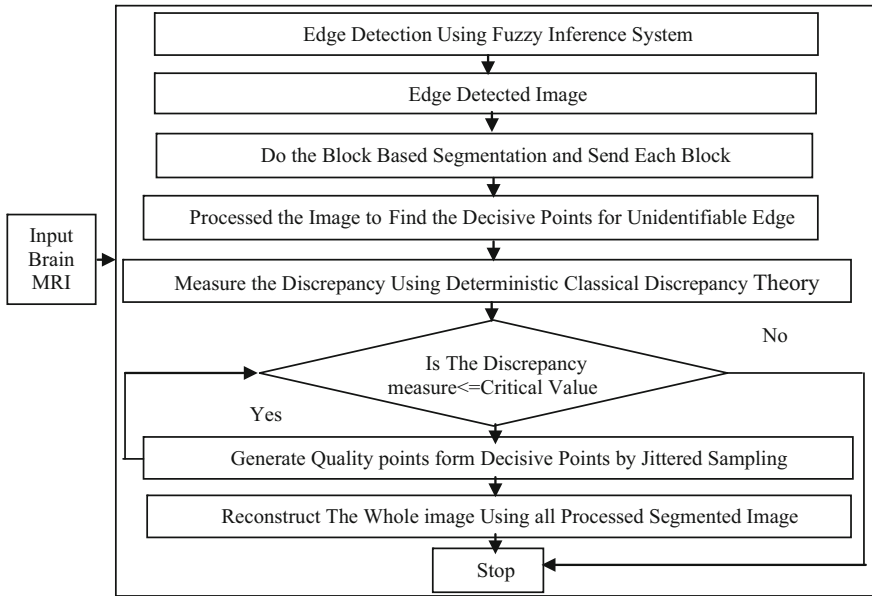 Edge Detection Using Fuzzy Inference System
Edge Detected Image
Do the Block Based Segmentation and Send Each Block
Processed the Image to Find the Decisive Points for Unidentifiable Edge
Input
Brain
MRI
Measure the Discrepancy Using Deterministic Classical Discrepancy Theory
No
Is The Discrepancy
measure<=Critical Value
Yes
Generate Quality points form Decisive Points by Jittered Sampling
Reconstruct The Whole image Using all Processed Segmented Image
Stop